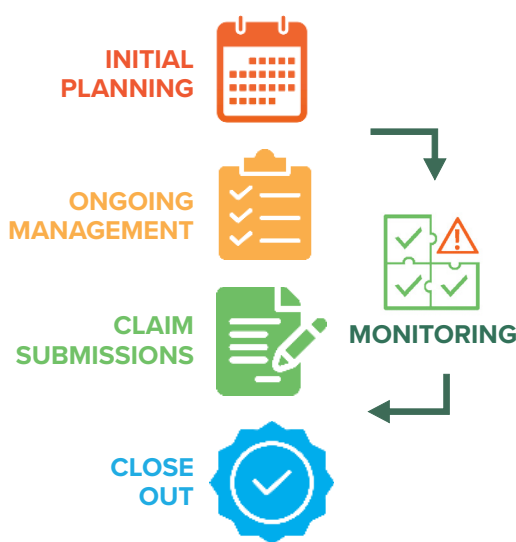 INITIAL
PLANNING
ONGOING
MANAGEMENT
CLAIM
SUBMISSIONS
MONITORING
CLOSE
OUT